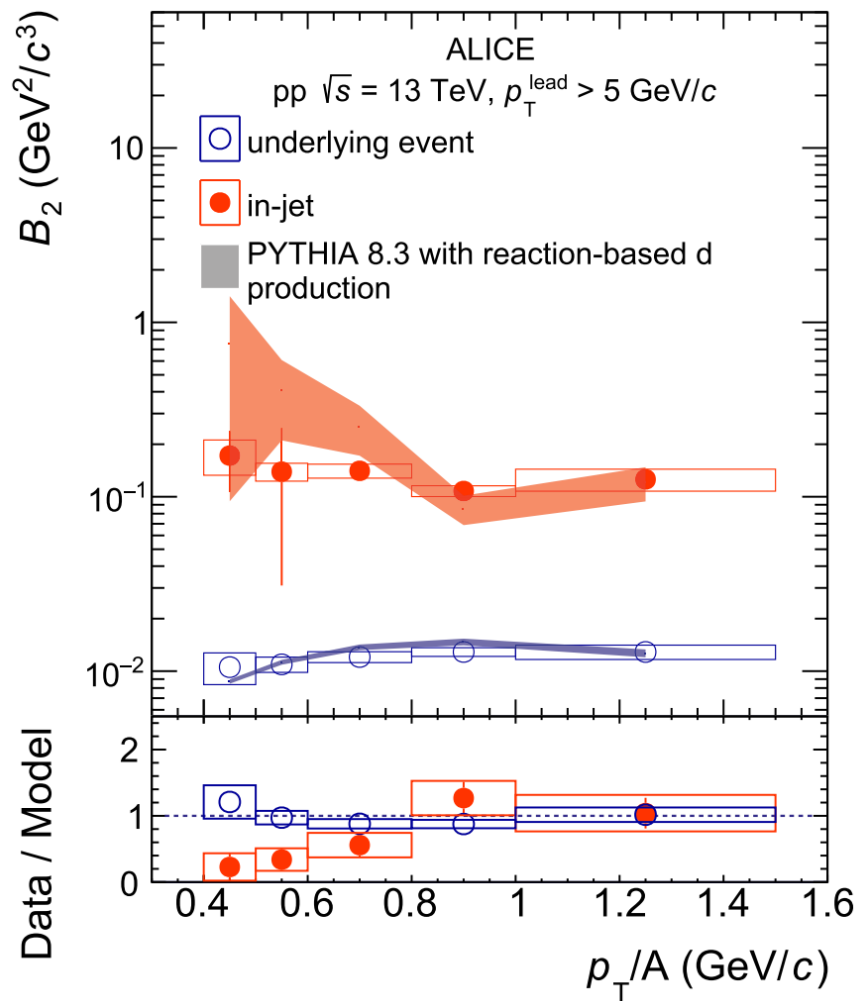 ALICE
pp √s = 13 TeV, p_T^lead > 5 GeV/c
underlying event
in-jet
PYTHIA 8.3 with reaction-based d
production
B₂ (GeV²/c³)
10
1
10⁻¹
10⁻²
Data / Model
2
1
0
0.4 0.6 0.8 1 1.2 1.4 1.6
p_T/A (GeV/c)